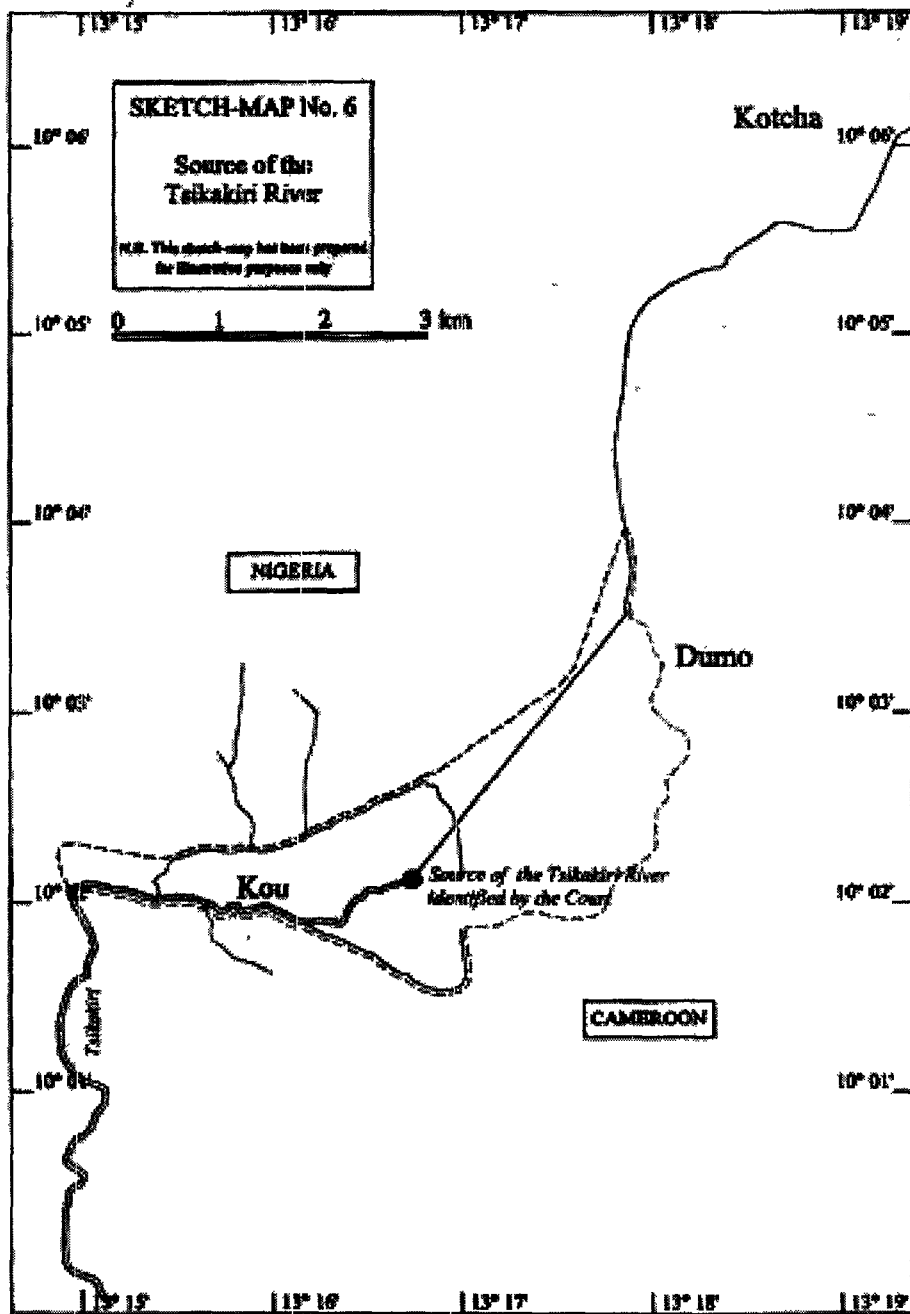 13° 15'
13° 16'
13° 17'
13° 18'
13° 19'
SKETCH-MAP No. 6
Source of the
Tsikakiri River
N.B. This sketch-map has been prepared
for illustrative purposes only
Kotcha
10° 06'
10° 06'
0 1 2 3 km
10° 05'
10° 05'
10° 04'
10° 04'
NIGERIA
Dumo
10° 03'
10° 03'
Kou
Source of the Tsikakiri River
identified by the Court
10°
10° 02'
Tsikakiri
CAMEROON
10° 01'
10° 01'
13° 15'
13° 16'
13° 17'
13° 18'
13° 19'